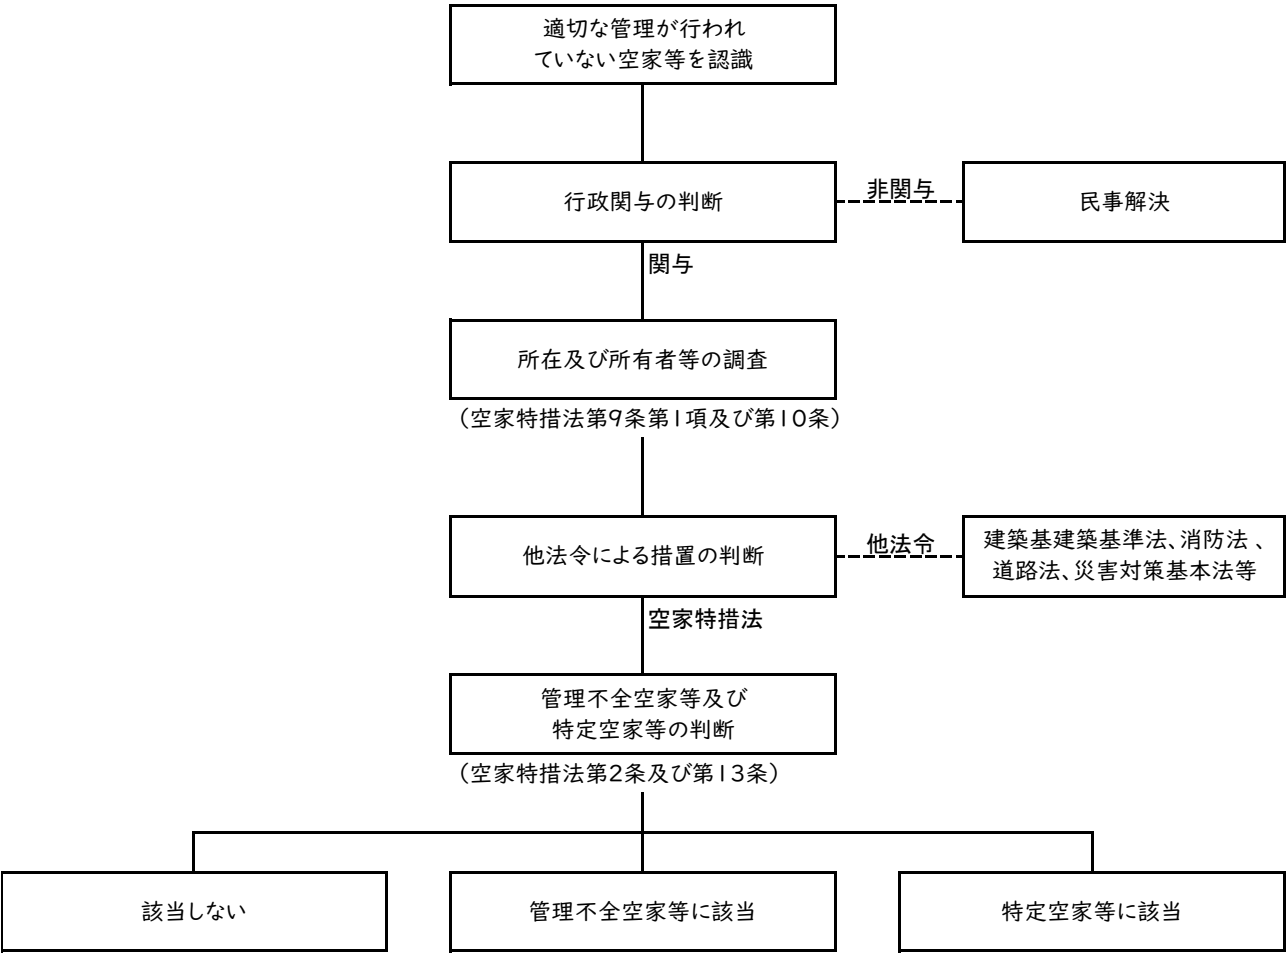 適切な管理が行われ
ていない空家等を認識
行政関与の判断
非関与
民事解決
関与
所在及び所有者等の調査
(空家特措法第9条第1項及び第10条)
他法令による措置の判断
他法令
建築基建築基準法、消防法 、
道路法、災害対策基本法等
空家特措法
管理不全空家等及び
特定空家等の判断
(空家特措法第2条及び第13条)
該当しない
管理不全空家等に該当
特定空家等に該当